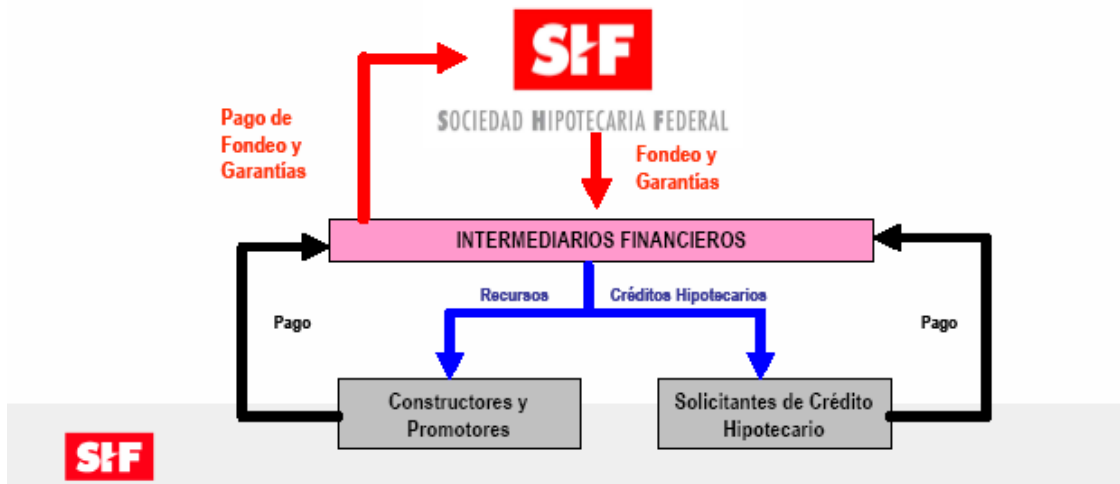 SHF
SOCIEDAD HIPOTECARIA FEDERAL
Pago de
Fondeo y
Garantías
Fondeo y
Garantías
INTERMEDIARIOS FINANCIEROS
Recursos
Créditos Hipotecarios
Pago
Pago
Constructores y
Promotores
Solicitantes de Crédito
Hipotecario
SHF